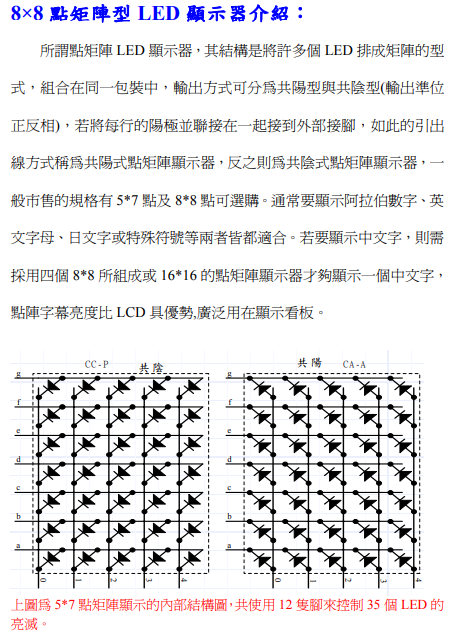 8×8 點矩陣型 LED 顯示器介紹：
所謂點矩陣 LED 顯示器，其結構是將許多個 LED 排成矩陣的型
式，組合在同一包裝中，輸出方式可分爲共陽型與共陰型(輸出準位
正反相)，若將每行的陽極並聯接在一起接到外部接腳，如此的引出
線方式稱爲共陽式點矩陣顯示器，反之則爲共陰式點矩陣顯示器，一
般市售的規格有 5*7 點及 8*8 點可選購。通常要顯示阿拉伯數字、英
文字母、日文字或特殊符號等兩者皆都適合。若要顯示中文字，則需
採用四個 8*8 所組成或 16*16 的點矩陣顯示器才夠顯示一個中文字，
點陣字幕亮度比 LCD 具優勢,廣泛用在顯示看板。
CC-P 共陰
g
f
e
d
c
b
a
0 1 2 3 4
共陽 CA-A
g
f
e
d
c
b
a
0 1 2 3 4
上圖爲 5*7 點矩陣顯示的內部結構圖，共使用 12 隻腳來控制 35 個 LED 的
亮滅。